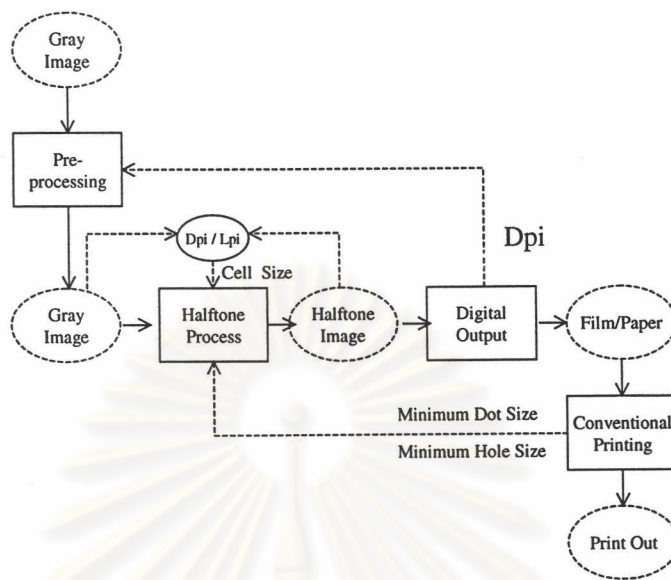 Gray
Image
Pre-
processing
Dpi
Dpi / Lpi
Cell Size
Gray
Image
Halftone
Process
Halftone
Image
Digital
Output
Film/Paper
Minimum Dot Size
Minimum Hole Size
Conventional
Printing
Print Out